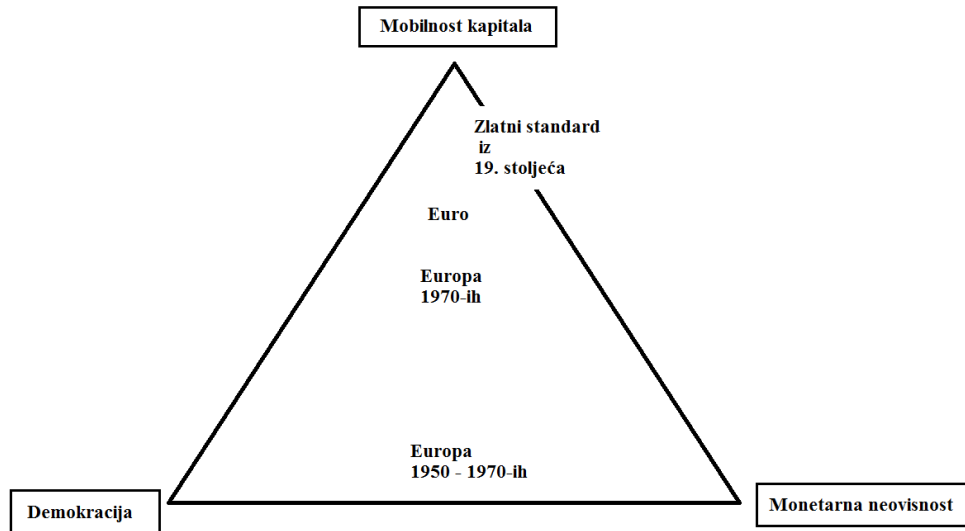 Mobilnost kapitala
Zlatni standard
iz
19. stoljeća
Euro
Europa
1970-ih
Europa
1950 - 1970-ih
Demokracija
Monetarna neovisnost